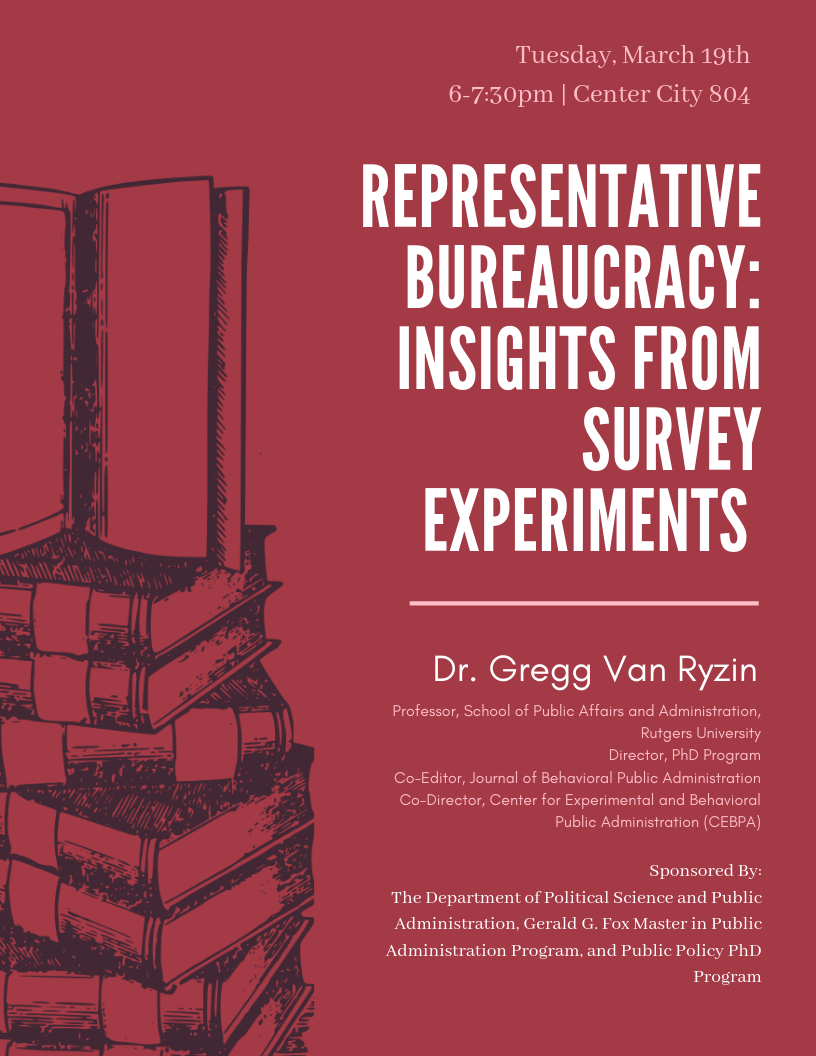 Tuesday, March 19th
6-7:30pm | Center City 804
REPRESENTATIVE
BUREAUCRACY:
INSIGHTS FROM
SURVEY
EXPERIMENTS
Dr. Gregg Van Ryzin
Professor, School of Public Affairs and Administration,
Rutgers University
Director, PhD Program
Co-Editor, Journal of Behavioral Public Administration
Co-Director, Center for Experimental and Behavioral
Public Administration (CEBPA)
Sponsored By:
The Department of Political Science and Public
Administration, Gerald G. Fox Master in Public
Administration Program, and Public Policy PhD
Program